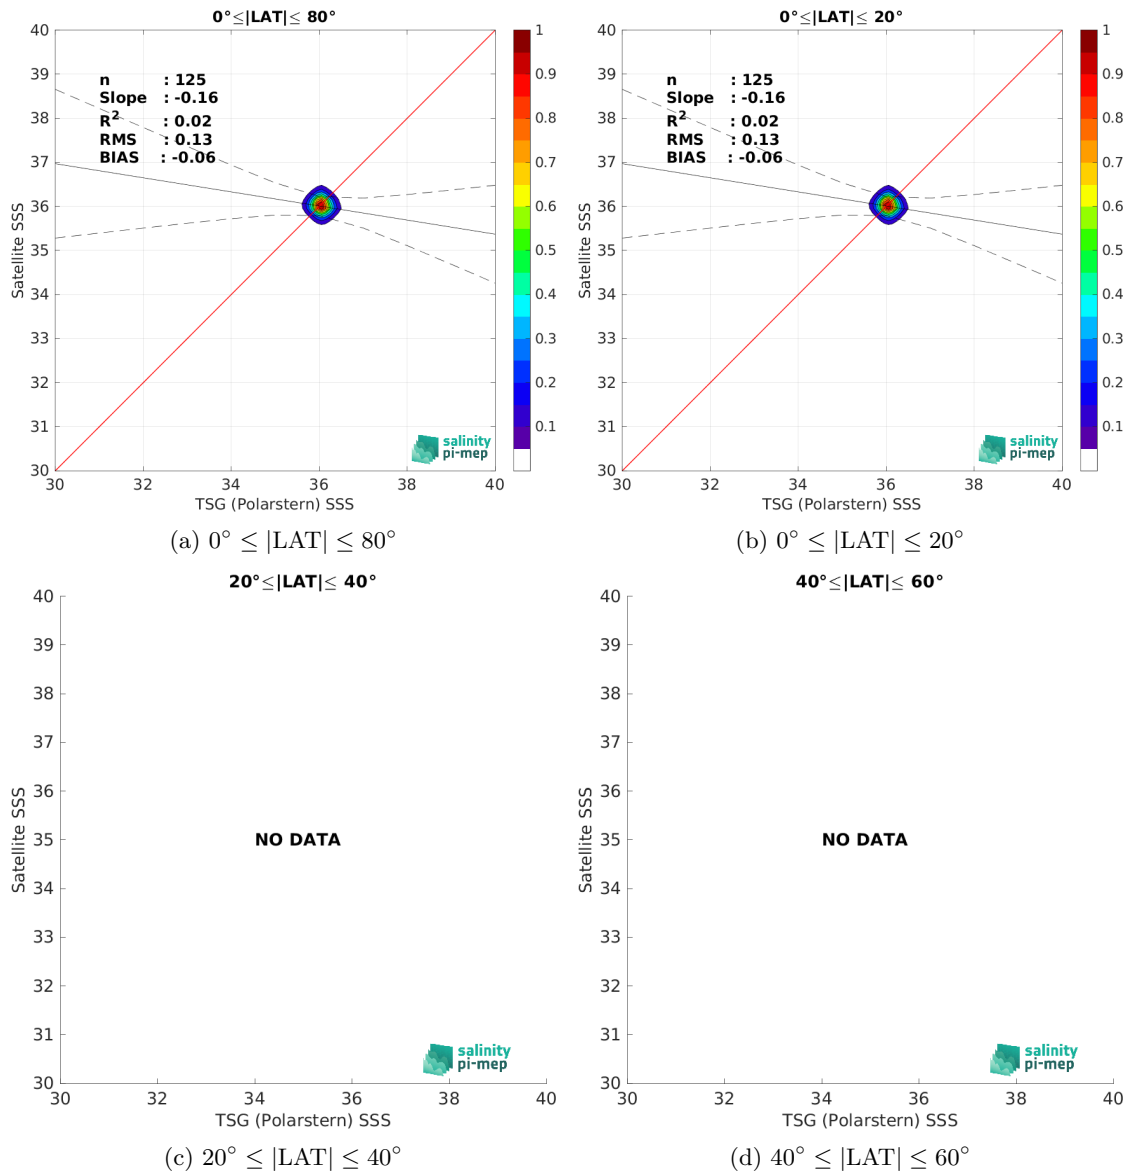 0°≤|LAT|≤ 80°
40
39
38
37
36
35
34
33
32
31
30
30
32
34
36
38
40
Satellite SSS
TSG (Polarstern) SSS
n : 125
Slope : -0.16
R² : 0.02
RMS : 0.13
BIAS : -0.06
1
0.9
0.8
0.7
0.6
0.5
0.4
0.3
0.2
0.1
salinity
pi-mep
(a) 0° ≤ |LAT| ≤ 80°
0°≤|LAT|≤ 20°
40
39
38
37
36
35
34
33
32
31
30
30
32
34
36
38
40
Satellite SSS
TSG (Polarstern) SSS
n : 125
Slope : -0.16
R² : 0.02
RMS : 0.13
BIAS : -0.06
1
0.9
0.8
0.7
0.6
0.5
0.4
0.3
0.2
0.1
salinity
pi-mep
(b) 0° ≤ |LAT| ≤ 20°
20°≤|LAT|≤ 40°
40
39
38
37
36
35
34
33
32
31
30
30
32
34
36
38
40
Satellite SSS
TSG (Polarstern) SSS
NO DATA
salinity
pi-mep
(c) 20° ≤ |LAT| ≤ 40°
40°≤|LAT|≤ 60°
40
39
38
37
36
35
34
33
32
31
30
30
32
34
36
38
40
Satellite SSS
TSG (Polarstern) SSS
NO DATA
salinity
pi-mep
(d) 40° ≤ |LAT| ≤ 60°